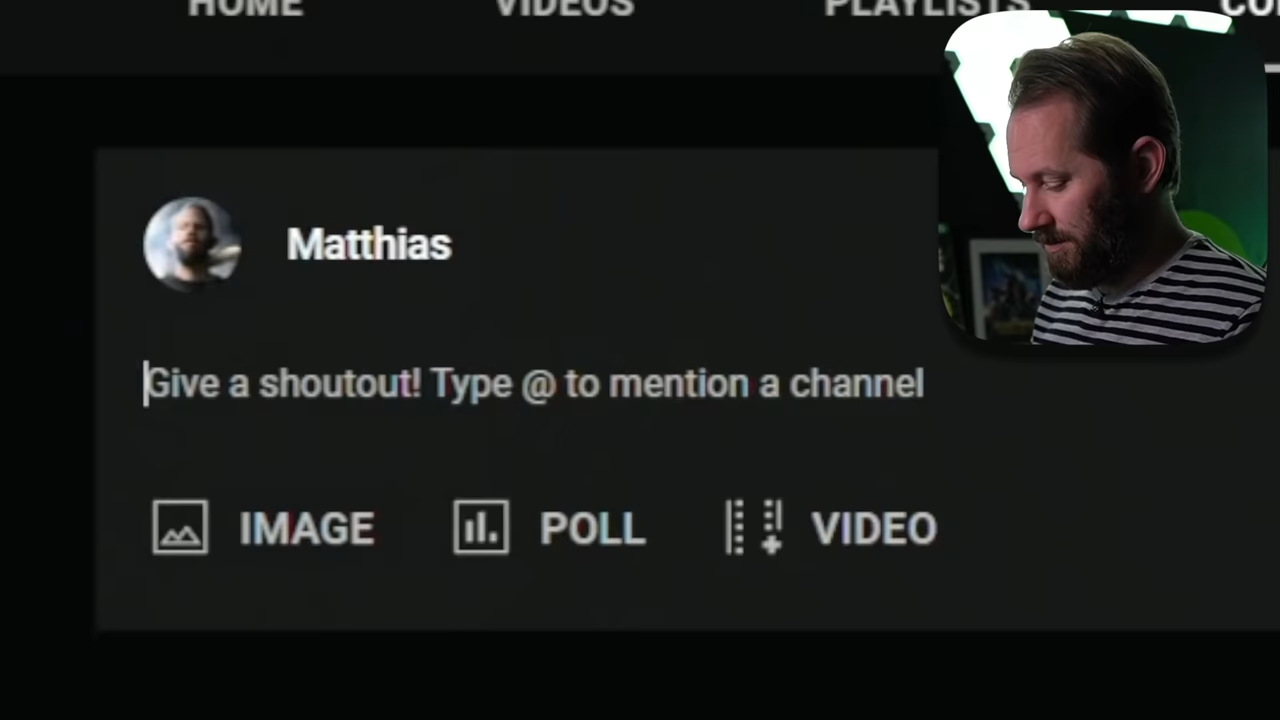 HOME VIDEOS PLAYLISTS
Matthias
Give a shoutout! Type @ to mention a channel
IMAGE POLL VIDEO